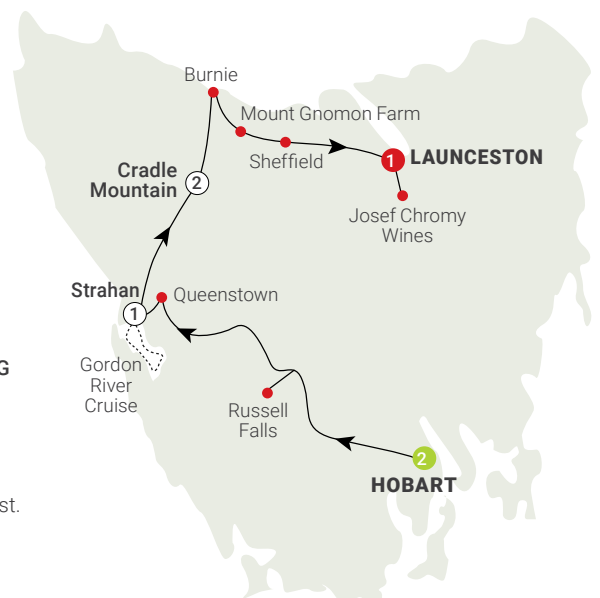 Burnie
Mount Gnomon Farm
Sheffield
1 LAUNCESTON
Cradle
Mountain
2
Josef Chromy
Wines
Strahan
1
Queenstown
Gordon
River
Cruise
G
Russell
Falls
2
HOBART
st.